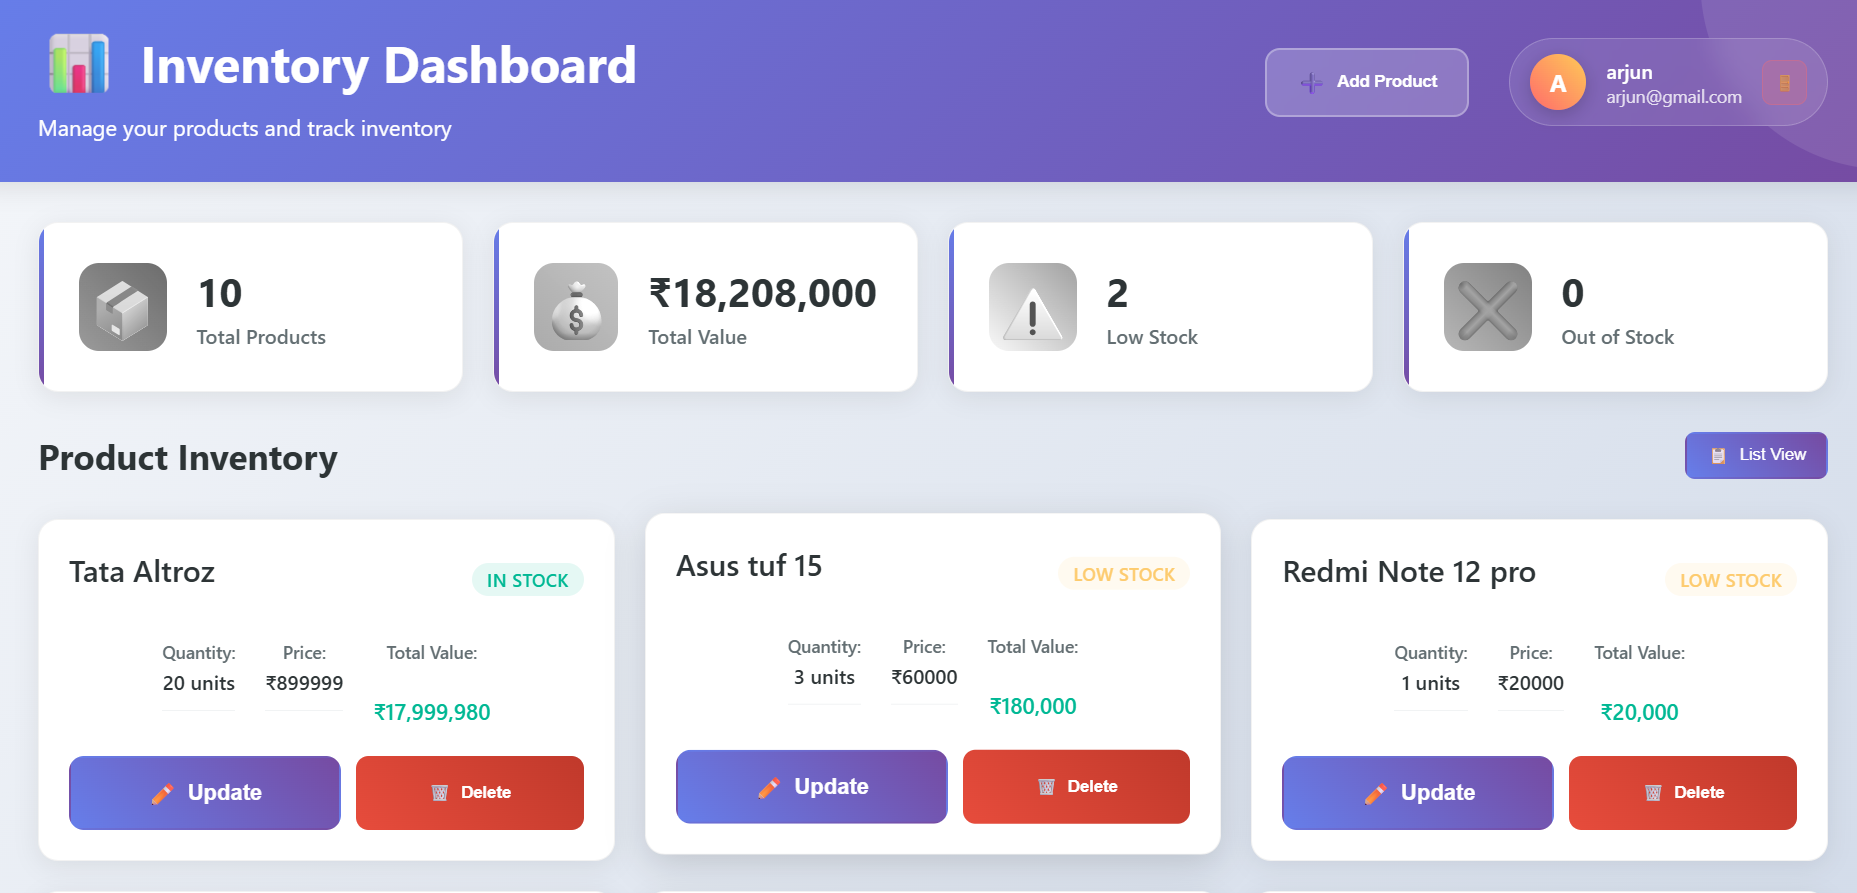 Inventory Dashboard
Manage your products and track inventory
Add Product
A
arjun
arjun@gmail.com
10
Total Products
₹18,208,000
Total Value
2
Low Stock
0
Out of Stock
Product Inventory
List View
Tata Altroz
IN STOCK
Quantity: Price: Total Value:
20 units ₹899999
₹17,999,980
Update Delete
Asus tuf 15
LOW STOCK
Quantity: Price: Total Value:
3 units ₹60000
₹180,000
Update Delete
Redmi Note 12 pro
LOW STOCK
Quantity: Price: Total Value:
1 units ₹20000
₹20,000
Update Delete